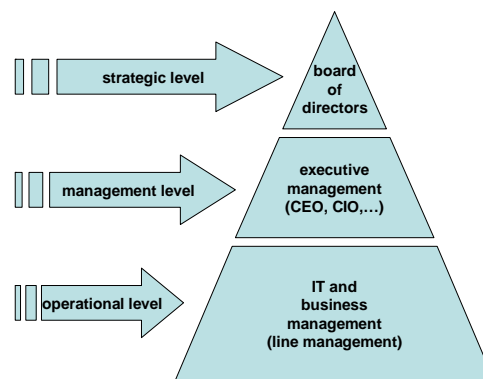 strategic level
board
of
directors
management level
executive
management
(CEO, CIO,…)
operational level
IT and
business
management
(line management)